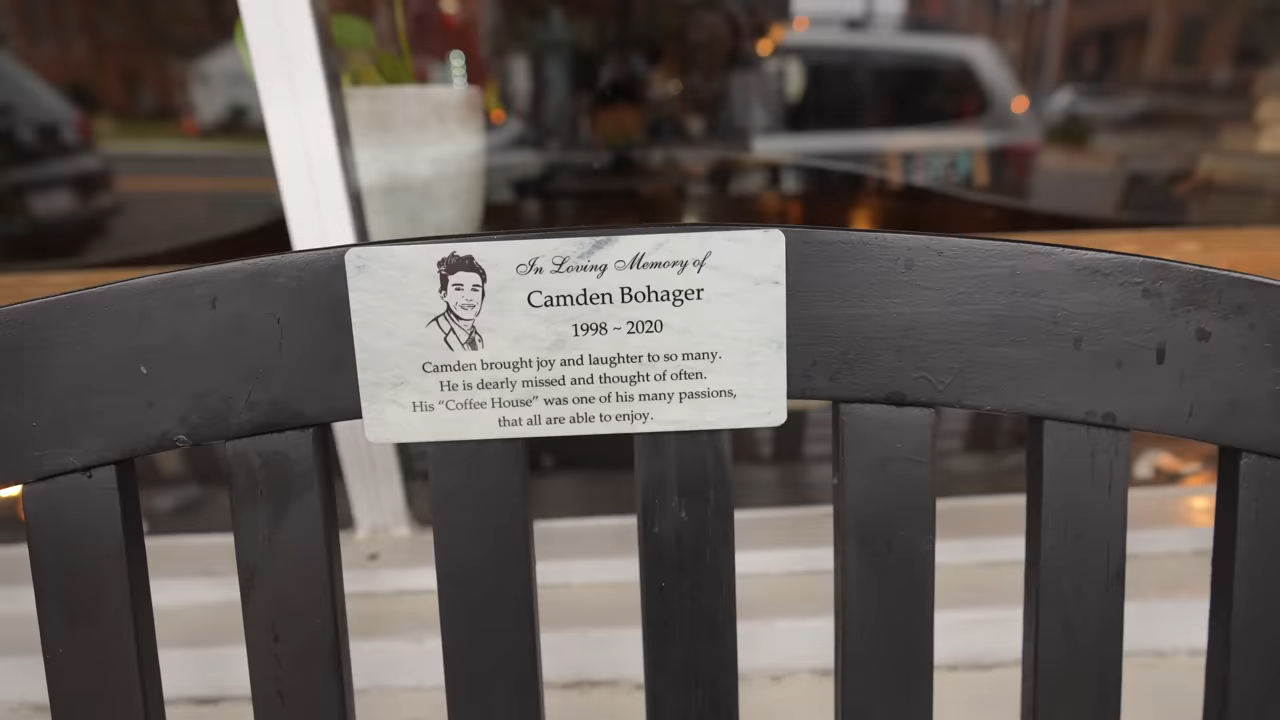 In Loving Memory of
Camden Bohager
1998 ~ 2020
Camden brought joy and laughter to so many.
He is dearly missed and thought of often.
His “Coffee House” was one of his many passions,
that all are able to enjoy.